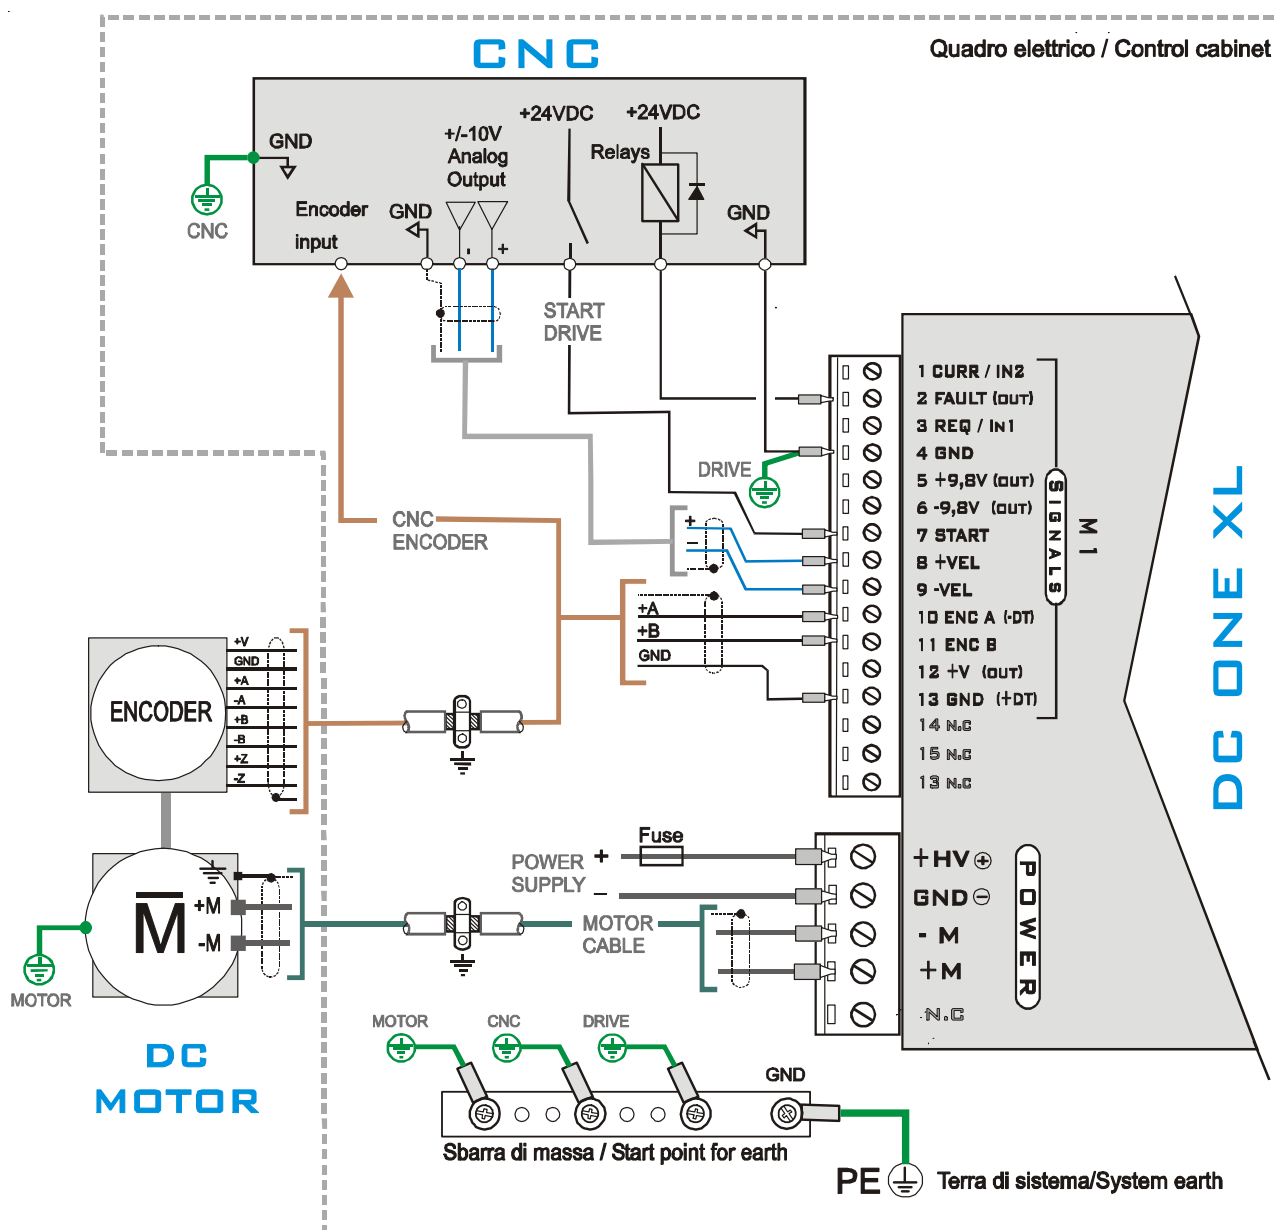 Quadro elettrico / Control cabinet
CNC
+24VDC
+24VDC
GND
+/-10V
Analog
Output
Relays
Encoder
input
GND
GND
CNC
-
+
START
DRIVE
1 CURR / IN2
2 FAULT (OUT)
3 REQ / IN1
4 GND
5 +9,8V (OUT)
6 -9,8V (OUT)
7 START
8 +VEL
9 -VEL
10 ENC A (-DT)
11 ENC B
12 +V (OUT)
13 GND (+DT)
14 N.C
15 N.C
13 N.C
SIGNALS
M1
DC ONE XL
DRIVE
CNC
ENCODER
+
-
+A
+B
GND
ENCODER
+V
GND
+A
-A
+B
-B
+Z
-Z
Fuse
POWER
SUPPLY
+
-
+HV +
GND -
- M
+M
N.C
POWER
MOTOR
CABLE
M
+M
-M
MOTOR
DC
MOTOR
MOTOR
CNC
DRIVE
GND
Sbarra di massa / Start point for earth
PE
Terra di sistema/System earth